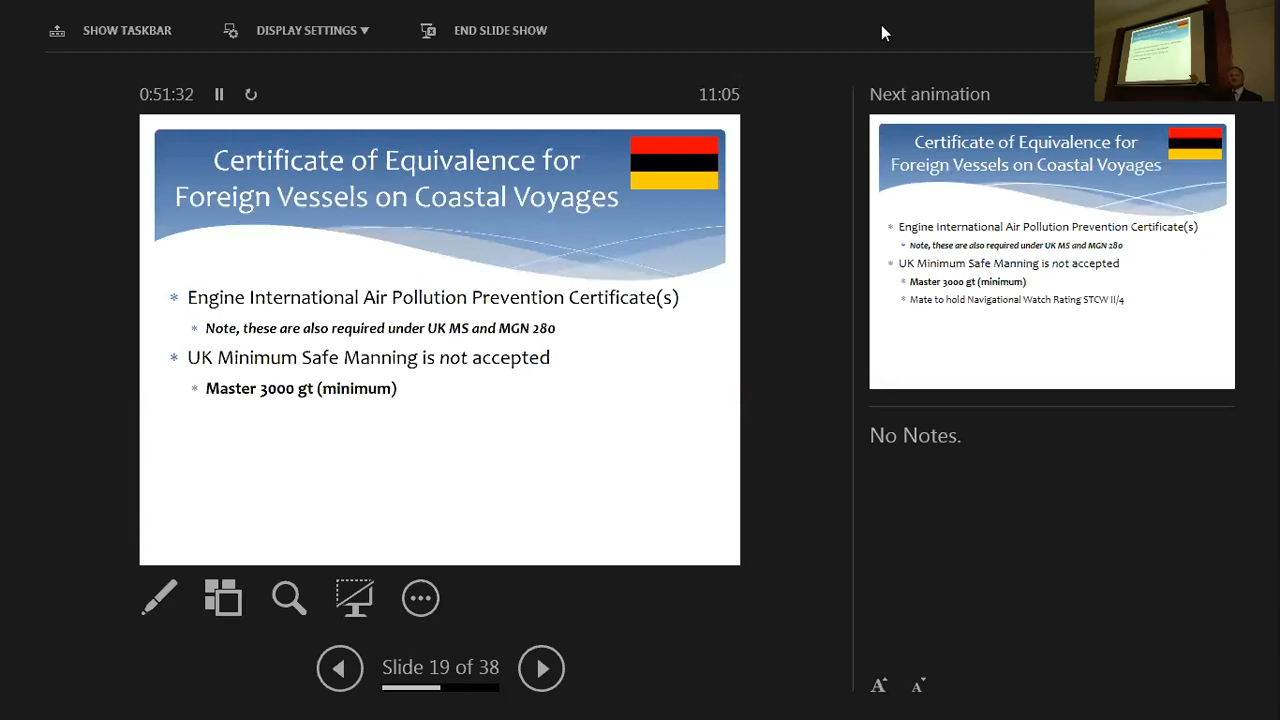 SHOW TASKBAR
DISPLAY SETTINGS ▼
END SLIDE SHOW
0:51:32
11:05
Certificate of Equivalence for
Foreign Vessels on Coastal Voyages
* Engine International Air Pollution Prevention Certificate(s)
* Note, these are also required under UK MS and MGN 280
* UK Minimum Safe Manning is not accepted
* Master 3000 gt (minimum)
Slide 19 of 38
Next animation
Certificate of Equivalence for
Foreign Vessels on Coastal Voyages
* Engine International Air Pollution Prevention Certificate(s)
* Note, these are also required under UK MS and MGN 280
* UK Minimum Safe Manning is not accepted
* Master 3000 gt (minimum)
* Mate to hold Navigational Watch Rating STCW II/4
No Notes.
A A